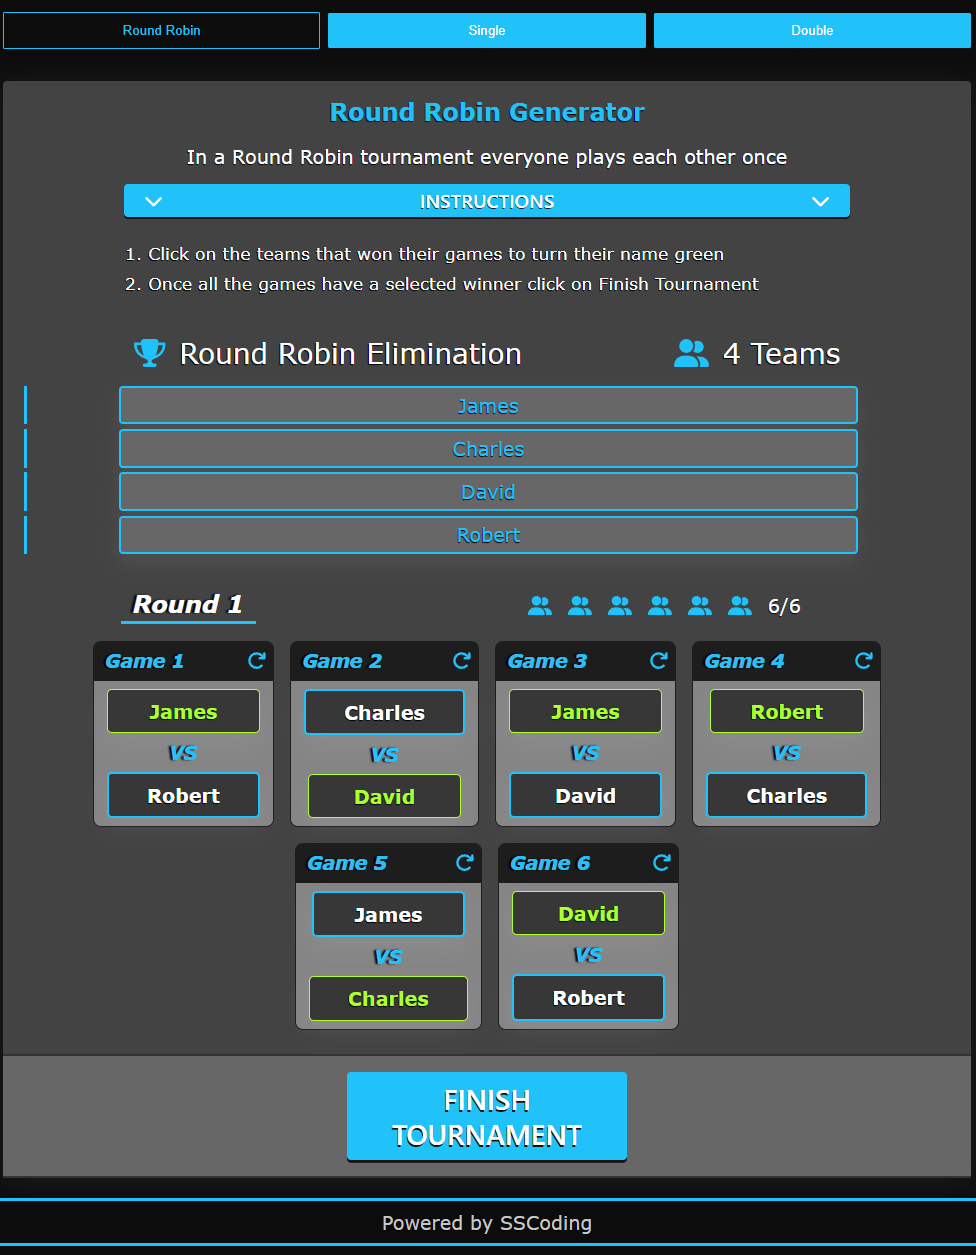 Round Robin
Single
Double
Round Robin Generator
In a Round Robin tournament everyone plays each other once
INSTRUCTIONS
1. Click on the teams that won their games to turn their name green
2. Once all the games have a selected winner click on Finish Tournament
Round Robin Elimination
4 Teams
James
Charles
David
Robert
Round 1
6/6
Game 1
James
VS
Robert
Game 2
Charles
VS
David
Game 3
James
VS
David
Game 4
Robert
VS
Charles
Game 5
James
VS
Charles
Game 6
David
VS
Robert
FINISH
TOURNAMENT
Powered by SSCoding